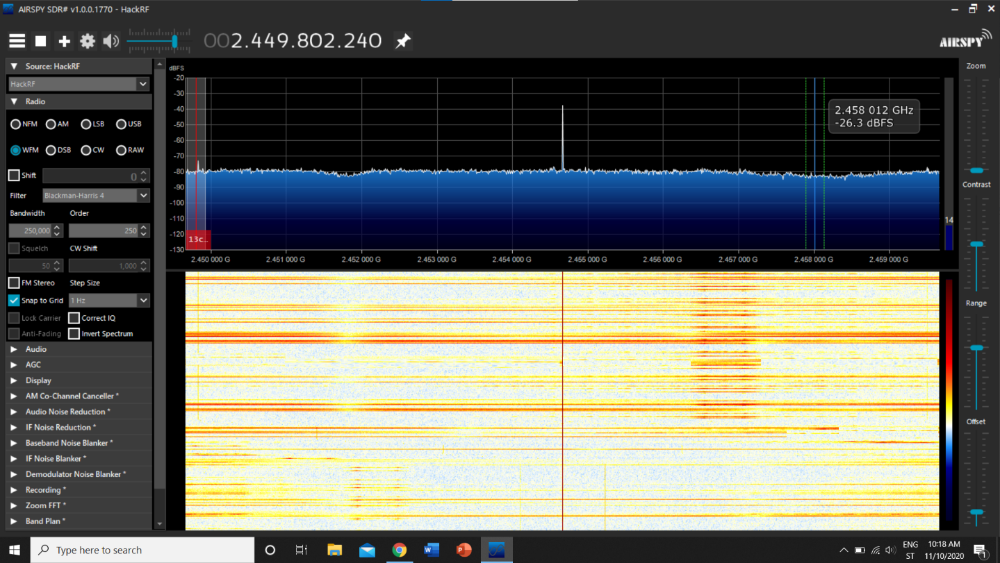 AIRSPY SDR# v1.0.0.1770 - HackRF
002.449.802.240
AIRSPY
Source: HackRF
HackRF
Radio
NFM AM LSB USB
WFM DSB CW RAW
Shift 0
Filter Blackman-Harris 4
Bandwidth Order
250,000 250
Squelch CW Shift
50 1,000
FM Stereo Step Size
Snap to Grid 1 Hz
Lock Carrier Correct IQ
Anti-Fading Invert Spectrum
Audio
AGC
Display
AM Co-Channel Canceller *
Audio Noise Reduction *
IF Noise Reduction *
Baseband Noise Blanker *
IF Noise Blanker *
Demodulator Noise Blanker *
Recording *
Zoom FFT *
Band Plan *
dBFS
-20
-30
-40
-50
-60
-70
-80
-90
-100
-110
-120
-130
2.458 012 GHz
-26.3 dBFS
13c...
14
2.450 000 G 2.451 000 G 2.452 000 G 2.453 000 G 2.454 000 G 2.455 000 G 2.456 000 G 2.457 000 G 2.458 000 G 2.459 000 G
Zoom
Contrast
Range
Offset
Type here to search
ENG
ST
10:18 AM
11/10/2020
1